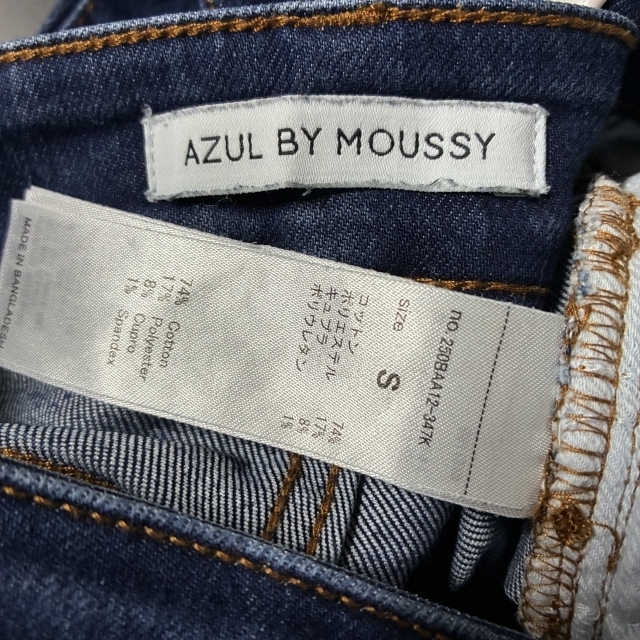 AZUL BY MOUSSY
no.250BAA12-347K
size S
コットン 74%
ポリエステル 17%
キュプラ 8%
ポリウレタン 1%
74% Cotton
17% Polyester
8% Cupro
1% Spandex
MADE IN BANGLADESH